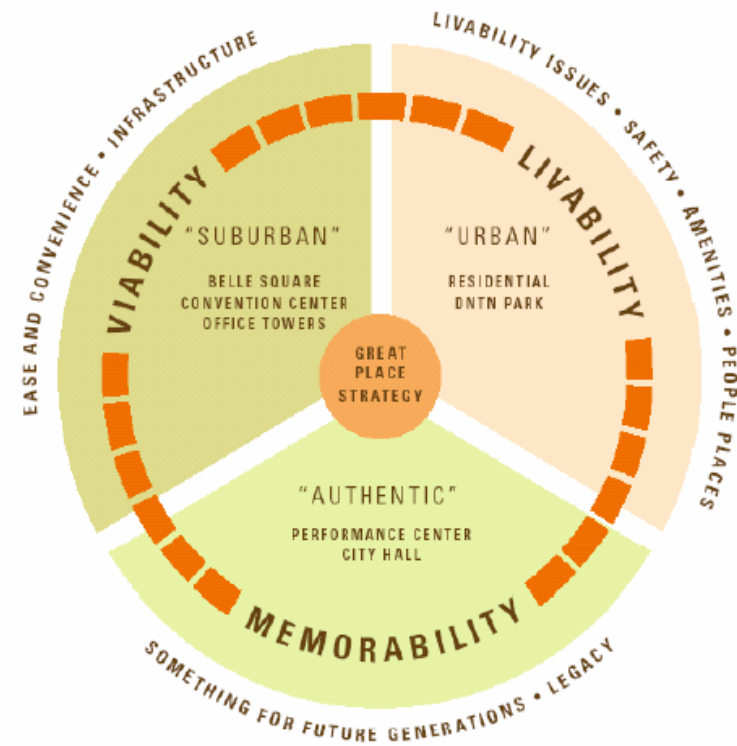 EASE AND CONVENIENCE • INFRASTRUCTURE
LIVABILITY ISSUES • SAFETY • AMENITIES • PEOPLE PLACES
VIABILITY
"SUBURBAN"
BELLE SQUARE
CONVENTION CENTER
OFFICE TOWERS
LIVABILITY
"URBAN"
RESIDENTIAL
DNTN PARK
GREAT
PLACE
STRATEGY
"AUTHENTIC"
PERFORMANCE CENTER
CITY HALL
MEMORABILITY
SOMETHING FOR FUTURE GENERATIONS • LEGACY